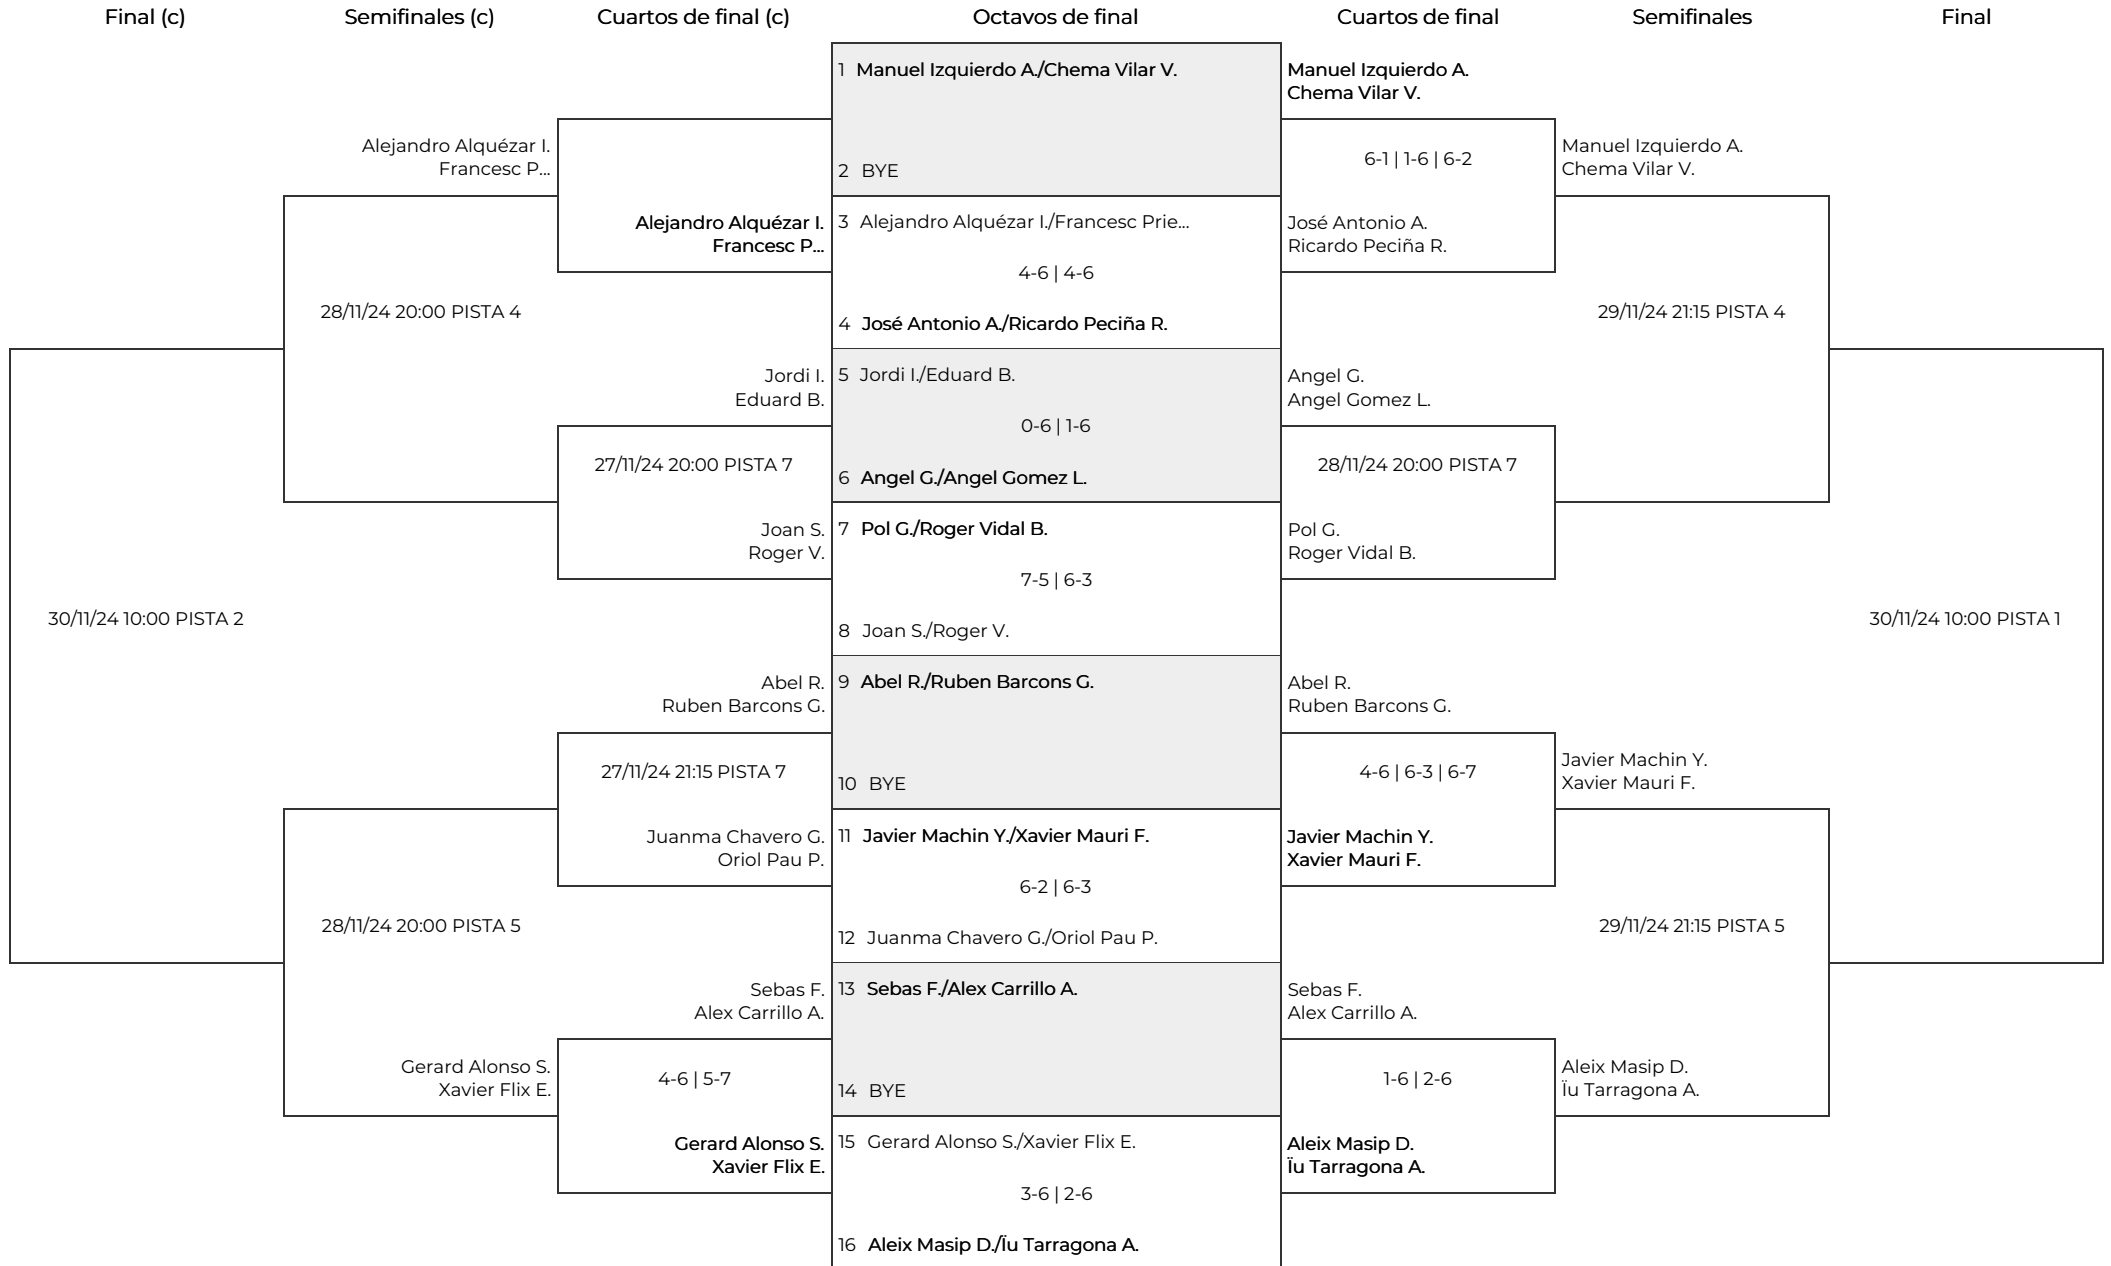 Final (c)
Semifinales (c)
Cuartos de final (c)
Octavos de final
Cuartos de final
Semifinales
Final
30/11/24 10:00 PISTA 2
Alejandro Alquézar I.
Francesc P...
28/11/24 20:00 PISTA 4
28/11/24 20:00 PISTA 5
Gerard Alonso S.
Xavier Flix E.
Alejandro Alquézar I.
Francesc P...
Jordi I.
Eduard B.
27/11/24 20:00 PISTA 7
Joan S.
Roger V.
Abel R.
Ruben Barcons G.
27/11/24 21:15 PISTA 7
Juanma Chavero G.
Oriol Pau P.
Sebas F.
Alex Carrillo A.
4-6 | 5-7
Gerard Alonso S.
Xavier Flix E.
1 Manuel Izquierdo A./Chema Vilar V.
2 BYE
3 Alejandro Alquézar I./Francesc Prie...
4-6 | 4-6
4 José Antonio A./Ricardo Peciña R.
5 Jordi I./Eduard B.
0-6 | 1-6
6 Angel G./Angel Gomez L.
7 Pol G./Roger Vidal B.
7-5 | 6-3
8 Joan S./Roger V.
9 Abel R./Ruben Barcons G.
10 BYE
11 Javier Machin Y./Xavier Mauri F.
6-2 | 6-3
12 Juanma Chavero G./Oriol Pau P.
13 Sebas F./Alex Carrillo A.
14 BYE
15 Gerard Alonso S./Xavier Flix E.
3-6 | 2-6
16 Aleix Masip D./Ïu Tarragona A.
Manuel Izquierdo A.
Chema Vilar V.
6-1 | 1-6 | 6-2
José Antonio A.
Ricardo Peciña R.
Angel G.
Angel Gomez L.
28/11/24 20:00 PISTA 7
Pol G.
Roger Vidal B.
Abel R.
Ruben Barcons G.
4-6 | 6-3 | 6-7
Javier Machin Y.
Xavier Mauri F.
Sebas F.
Alex Carrillo A.
1-6 | 2-6
Aleix Masip D.
Ïu Tarragona A.
Manuel Izquierdo A.
Chema Vilar V.
29/11/24 21:15 PISTA 4
Javier Machin Y.
Xavier Mauri F.
29/11/24 21:15 PISTA 5
Aleix Masip D.
Ïu Tarragona A.
30/11/24 10:00 PISTA 1